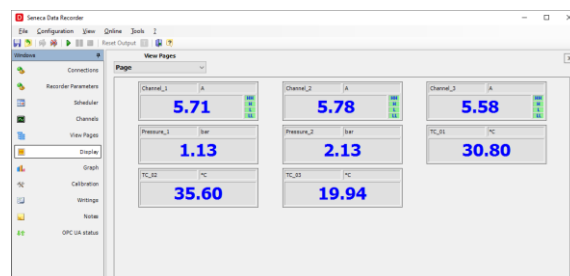 Seneca Data Recorder
File Configuration View Online Tools ?
Reset Output
Windows
View Pages
Page
Connections
Recorder Parameters
Scheduler
Channels
View Pages
Display
Graph
Calibration
Writings
Notes
OPC UA status
Channel_1 A
5.71
HH
H
L
LL
Channel_2 A
5.78
HH
H
L
LL
Channel_3 A
5.58
HH
H
L
LL
Pressure_1 bar
1.13
Pressure_2 bar
2.13
TC_01 °C
30.80
TC_02 °C
35.60
TC_03 °C
19.94